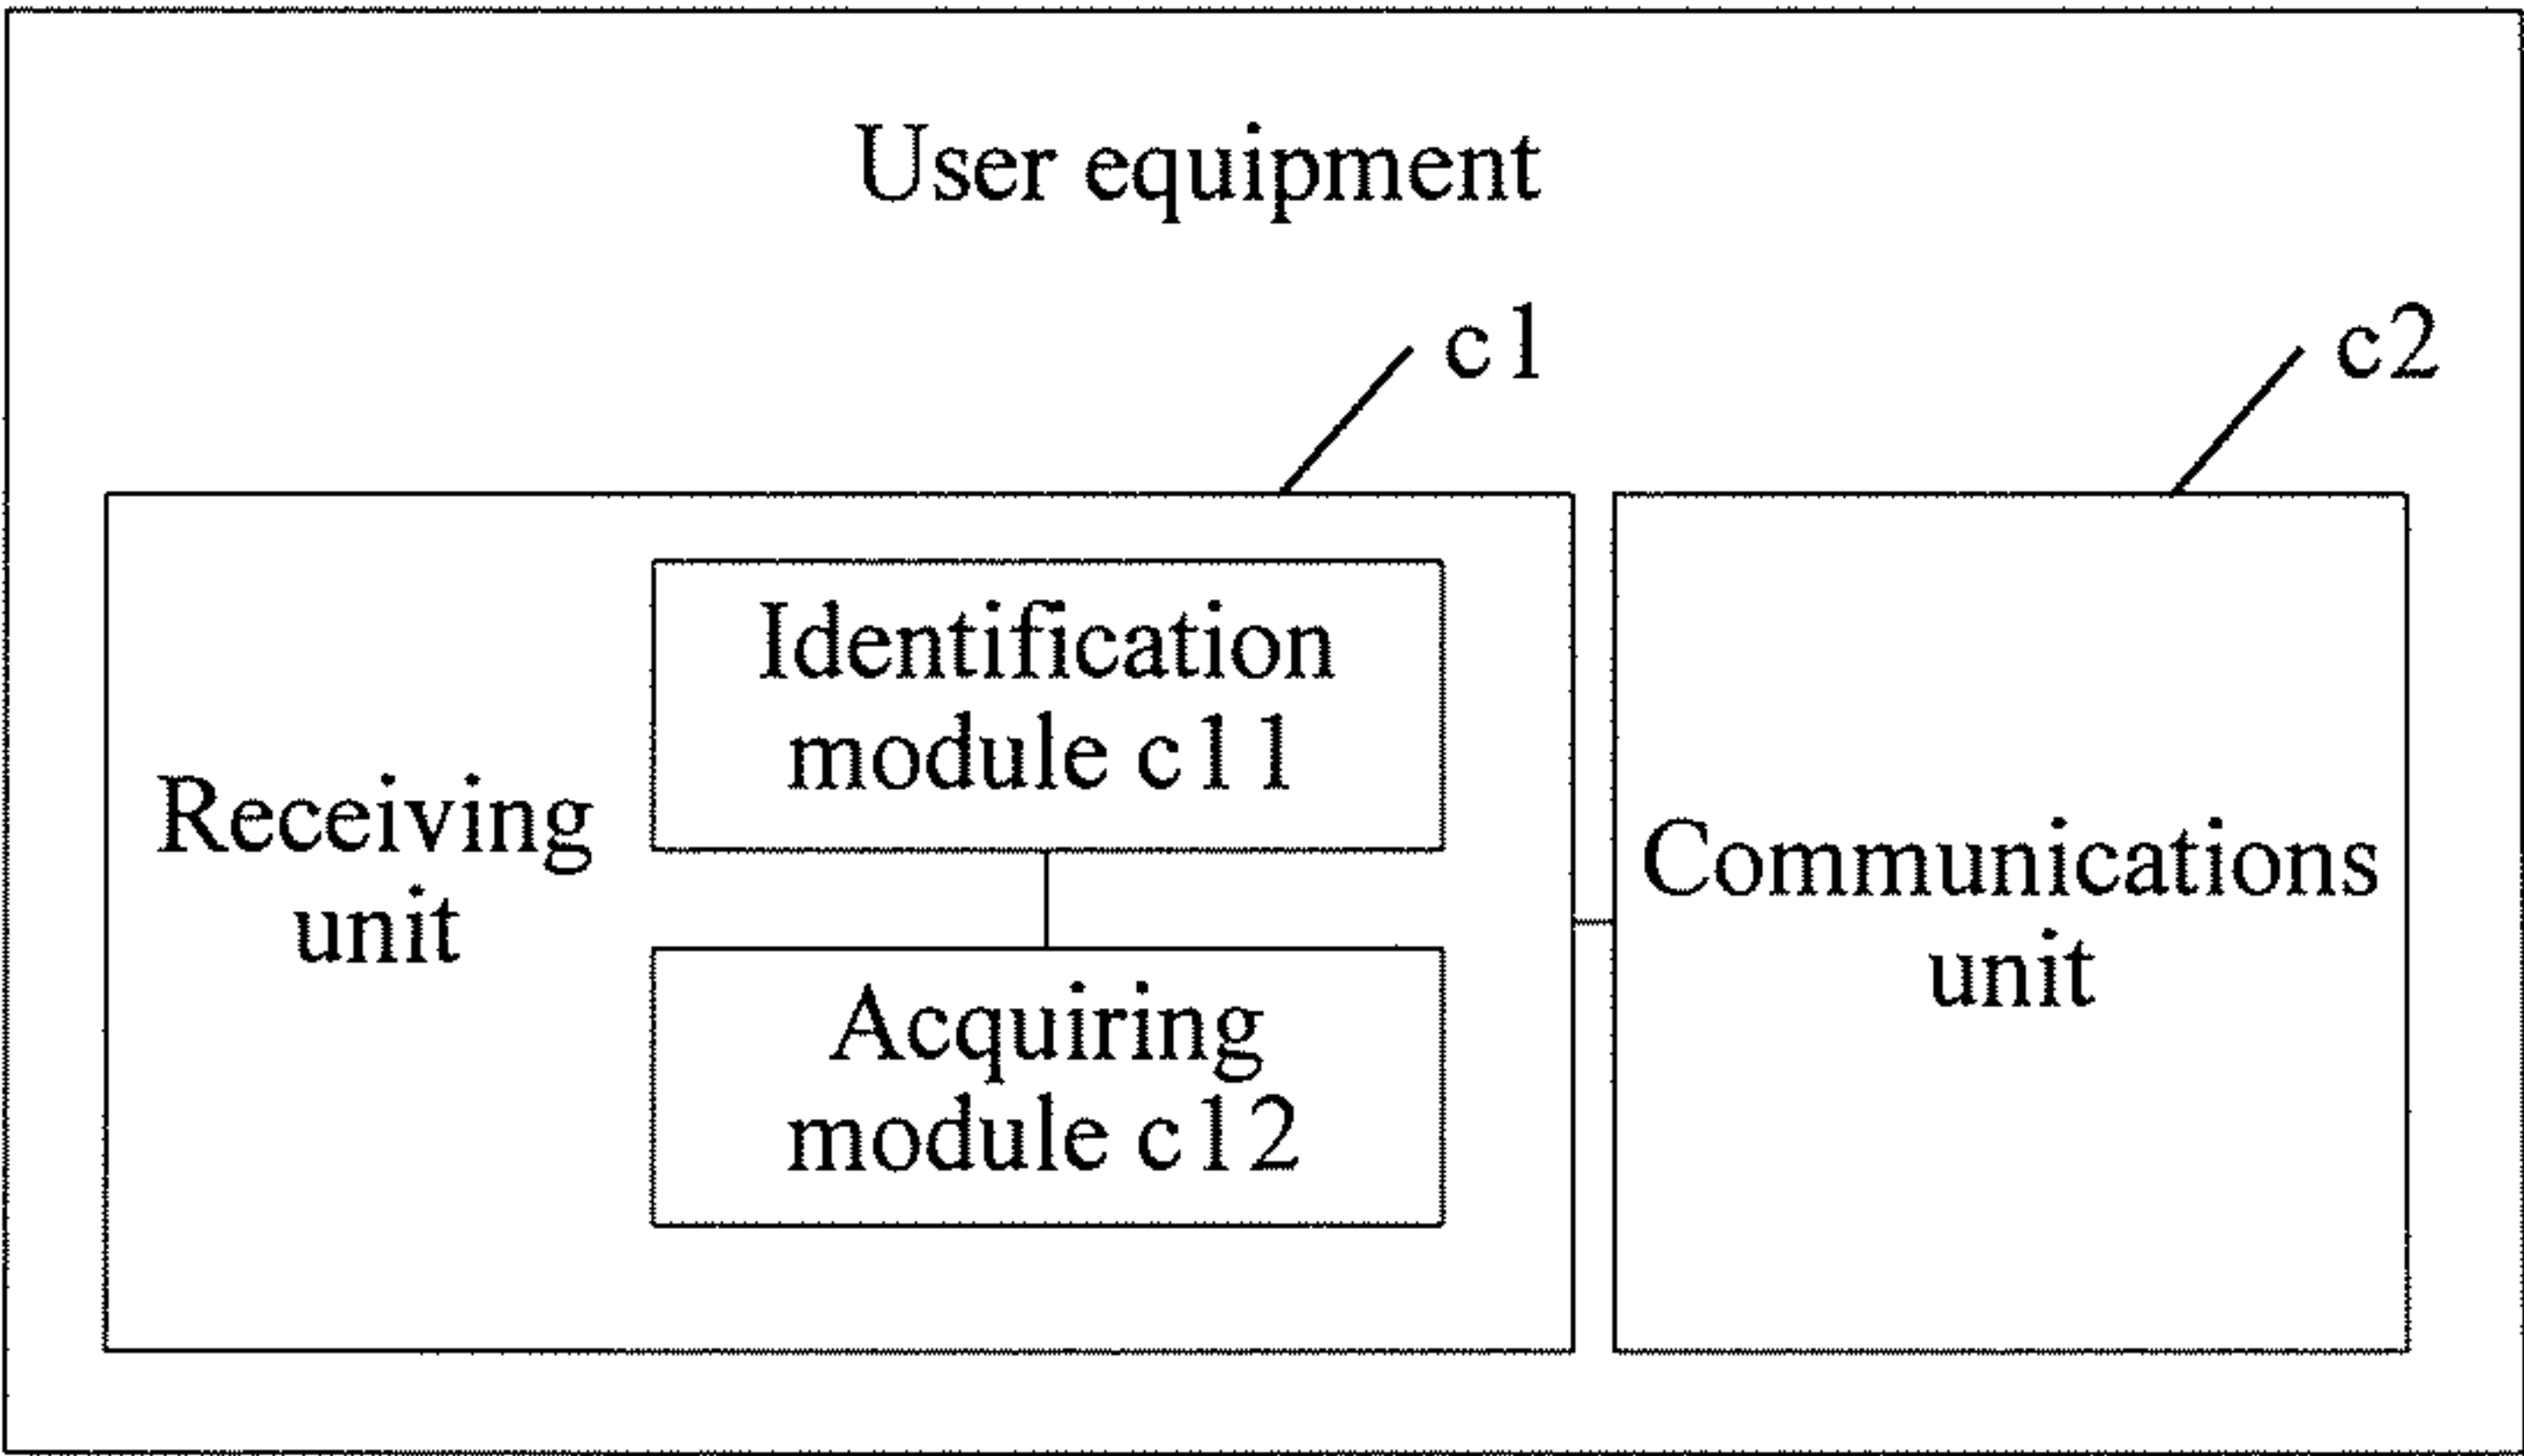 User equipment
c1
c2
Identification
module c11
Receiving
unit
Acquiring
module c12
Communications
unit